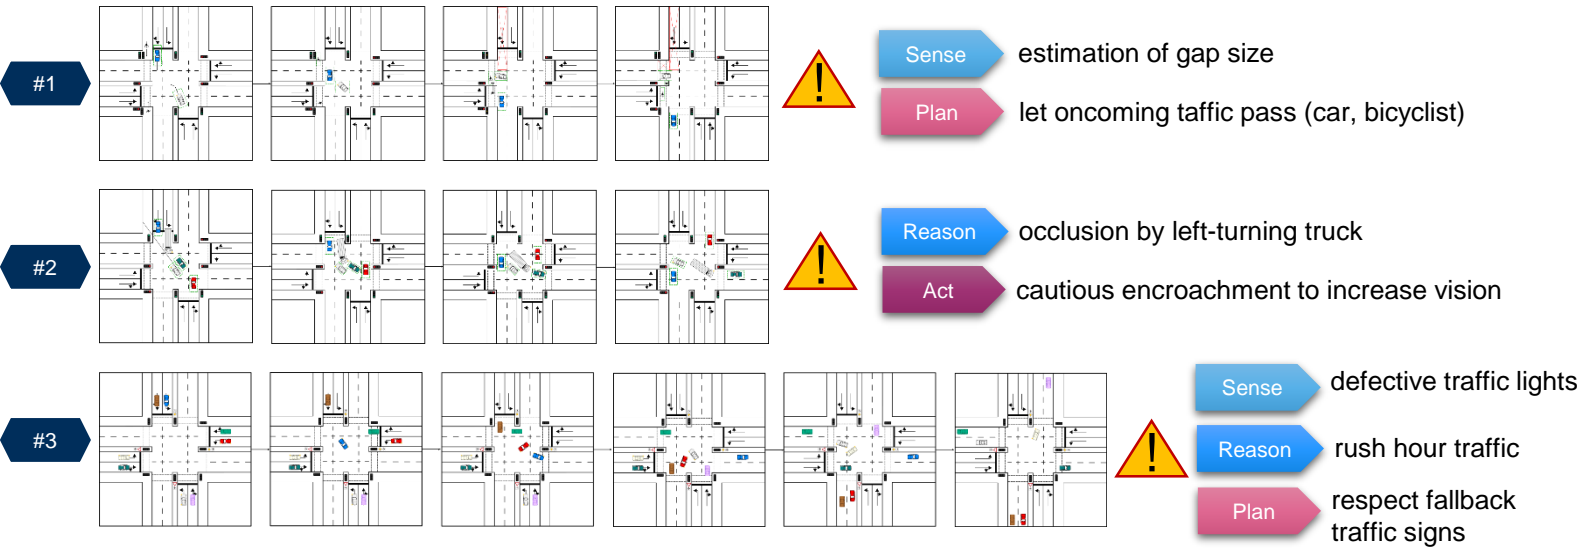 #1
Sense
estimation of gap size
Plan
let oncoming taffic pass (car, bicyclist)
#2
Reason
occlusion by left-turning truck
Act
cautious encroachment to increase vision
#3
Sense
defective traffic lights
Reason
rush hour traffic
Plan
respect fallback
traffic signs